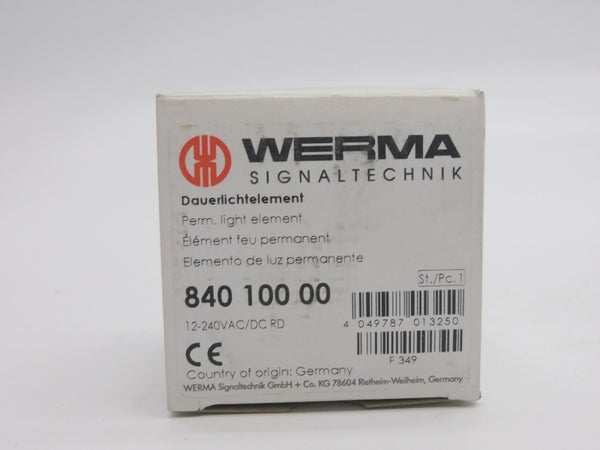 WERMA
SIGNALTECHNIK
Dauerlichtelement
Perm. light element
Élément feu permanent
Elemento de luz permanente
St./Pc.1
840 100 00
12-240VAC/DC RD
4 049787 013250
CE
F 349
Country of origin: Germany
WERMA Signaltechnik GmbH + Co. KG 78604 Rietheim-Weilheim, Germany